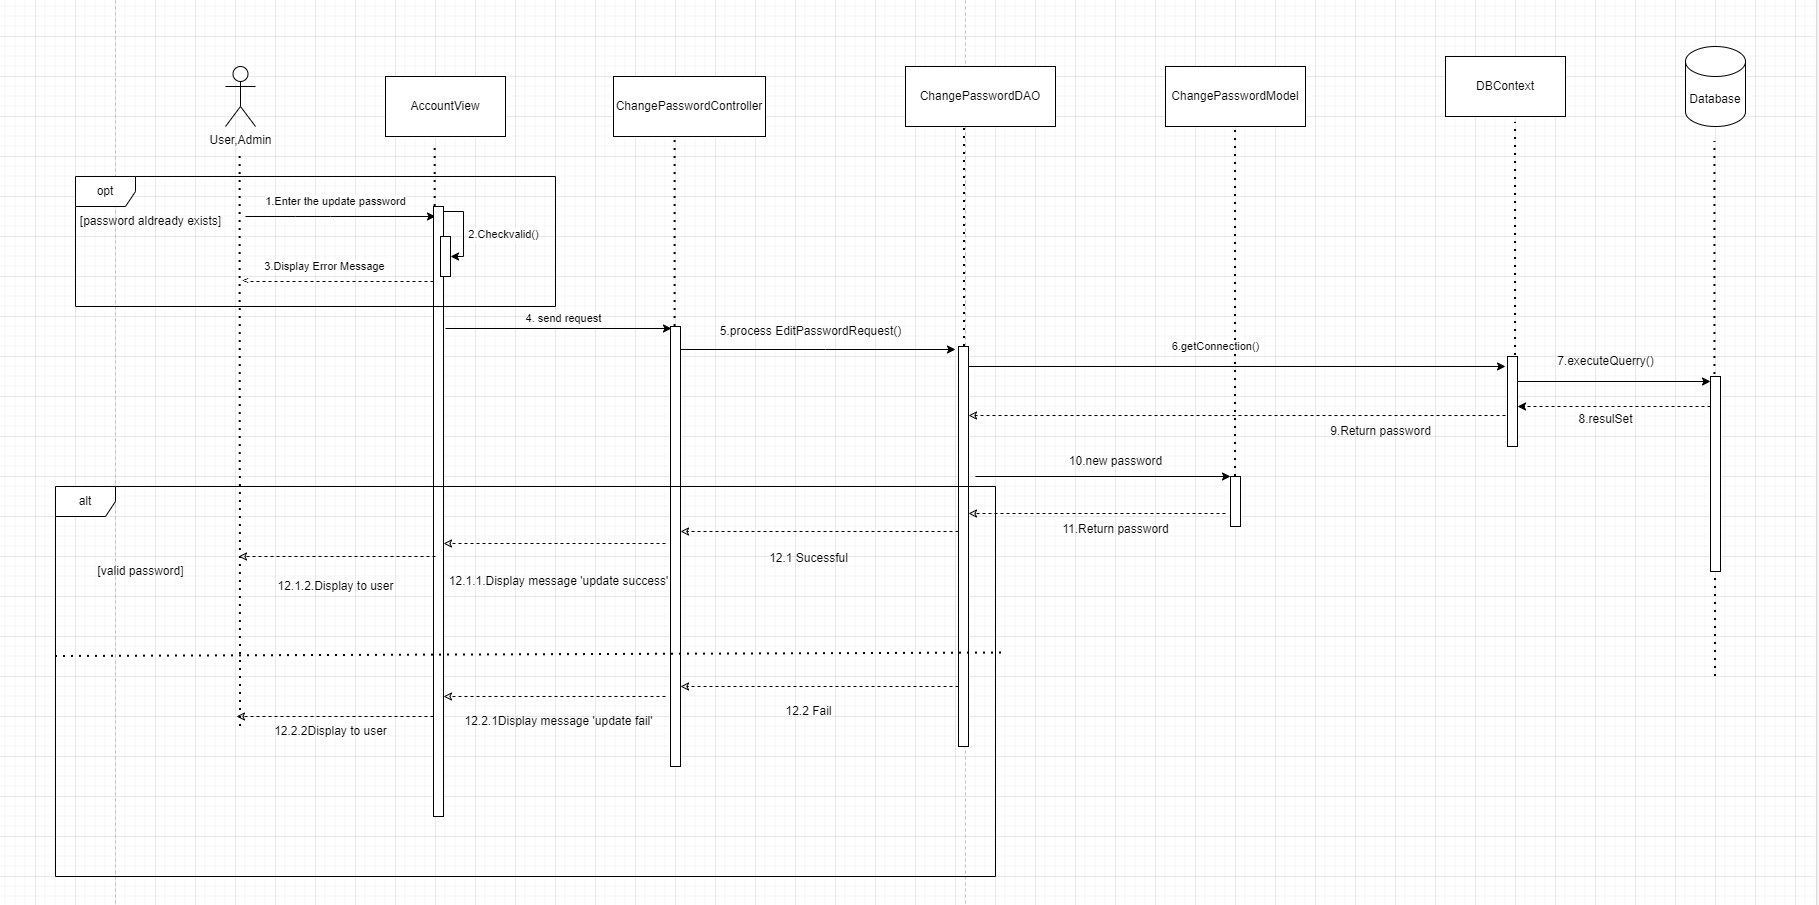 User,Admin
AccountView
ChangePasswordController
ChangePasswordDAO
ChangePasswordModel
DBContext
Database
opt
[password aldready exists]
1.Enter the update password
2.Checkvalid()
3.Display Error Message
4. send request
5.process EditPasswordRequest()
6.getConnection()
7.executeQuerry()
8.resulSet
9.Return password
10.new password
11.Return password
alt
[valid password]
12.1 Sucessful
12.1.1.Display message 'update success'
12.1.2.Display to user
12.2 Fail
12.2.1Display message 'update fail'
12.2.2Display to user